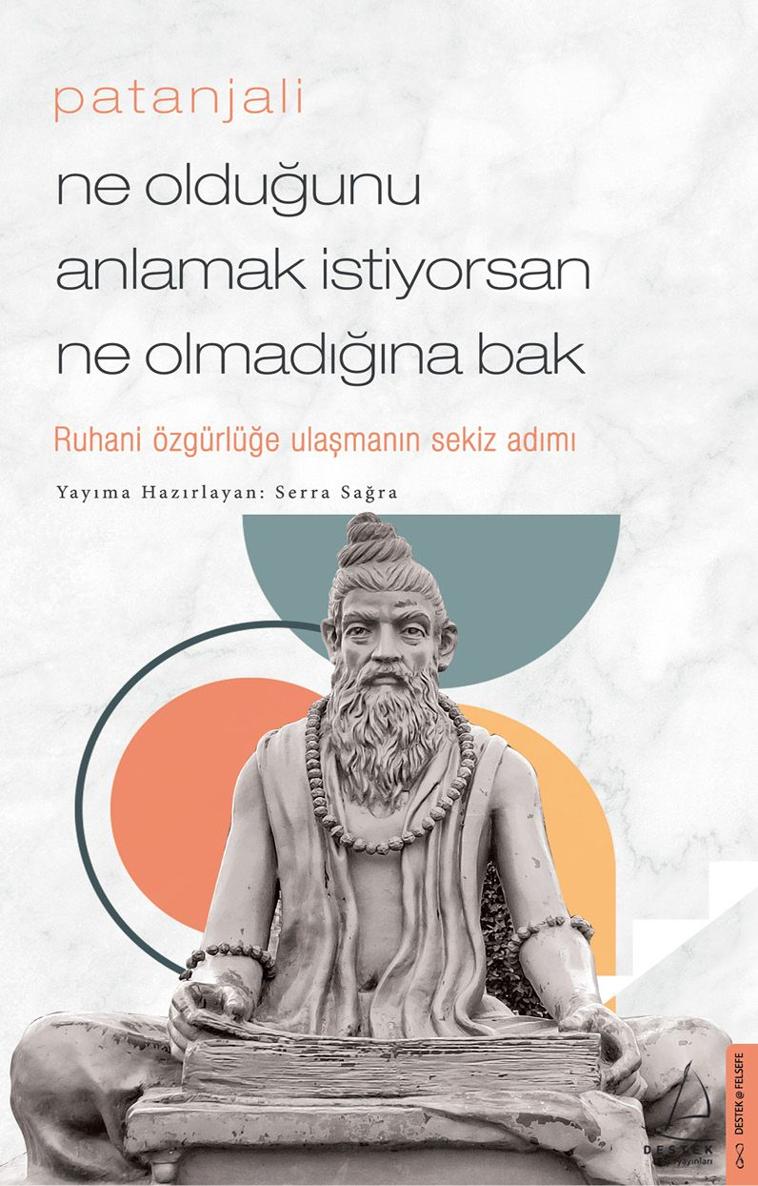 patanjali
ne olduğunu
anlamak istiyorsan
ne olmadığına bak
Ruhani özgürlüğe ulaşmanın sekiz adımı
Yayıma Hazırlayan: Serra Sağra
DESTEK @ FELSEFE
DESTEK
yayınları